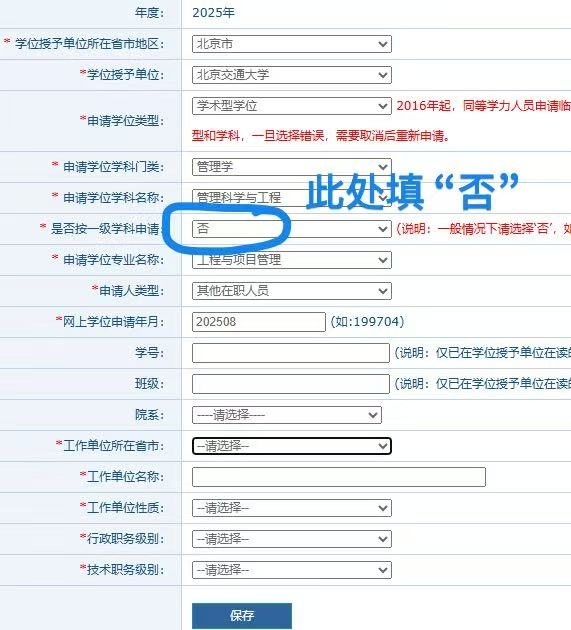 年度： 2025年
* 学位授予单位所在省市地区： 北京市
*学位授予单位： 北京交通大学
*申请学位类型： 学术型学位 2016年起，同等学力人员申请临
型和学科，一旦选择错误，需要取消后重新申请。
* 申请学位学科门类： 管理学
此处填“否”
* 申请学位学科名称： 管理科学与工程
* 是否按一级学科申请： 否 (说明：一般情况下请选择‘否’，如
* 申请学位专业名称： 工程与项目管理
*申请人类型： 其他在职人员
*网上学位申请年月： 202508 (如:199704)
学号： (说明：仅已在学位授予单位在读的
班级： (说明：仅已在学位授予单位在读的
院系： ----请选择----
*工作单位所在省市： --请选择--
*工作单位名称：
*工作单位性质： --请选择--
*行政职务级别： --请选择--
*技术职务级别： --请选择--
保存